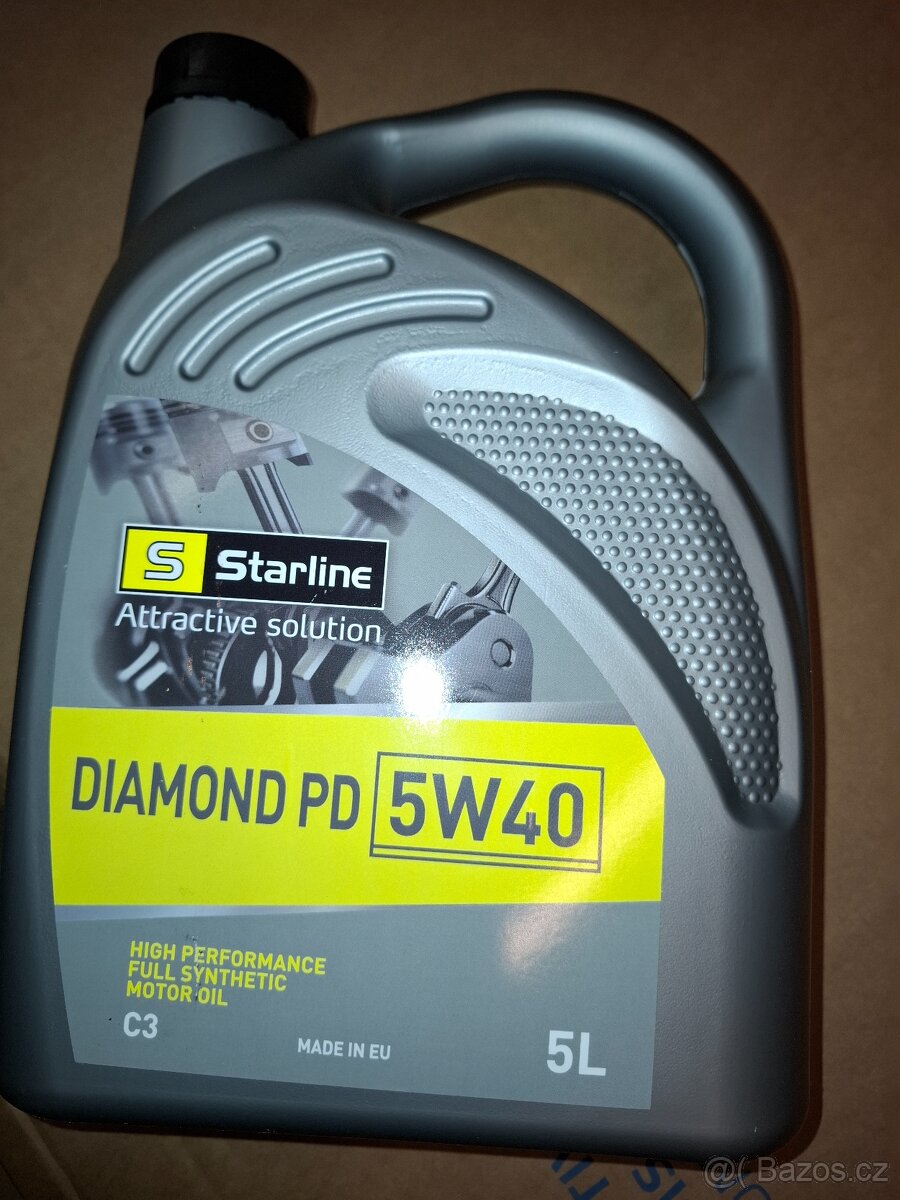 S Starline
Attractive solution
DIAMOND PD 5W40
HIGH PERFORMANCE
FULL SYNTHETIC
MOTOR OIL
C3
MADE IN EU
5L
@( Bazos.cz